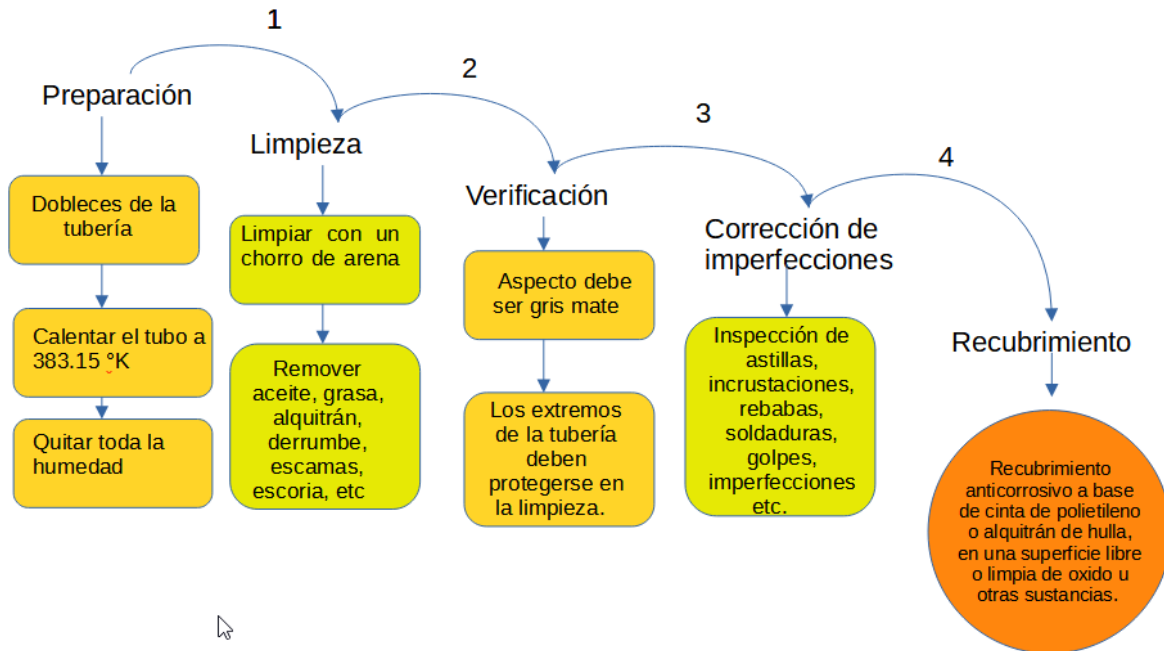 1
2
3
4
Preparación
Dobleces de la
tubería
Calentar el tubo a
383.15 °K
Quitar toda la
humedad
Limpieza
Limpiar con un
chorro de arena
Remover
aceite, grasa,
alquitrán,
derrumbe,
escamas,
escoria, etc
Verificación
Aspecto debe
ser gris mate
Los extremos
de la tubería
deben
protegerse en
la limpieza.
Corrección de
imperfecciones
Inspección de
astillas,
incrustaciones,
rebabas,
soldaduras,
golpes,
imperfecciones
etc.
Recubrimiento
Recubrimiento
anticorrosivo a base
de cinta de polietileno
o alquitrán de hulla,
en una superficie libre
o limpia de oxido u
otras sustancias.